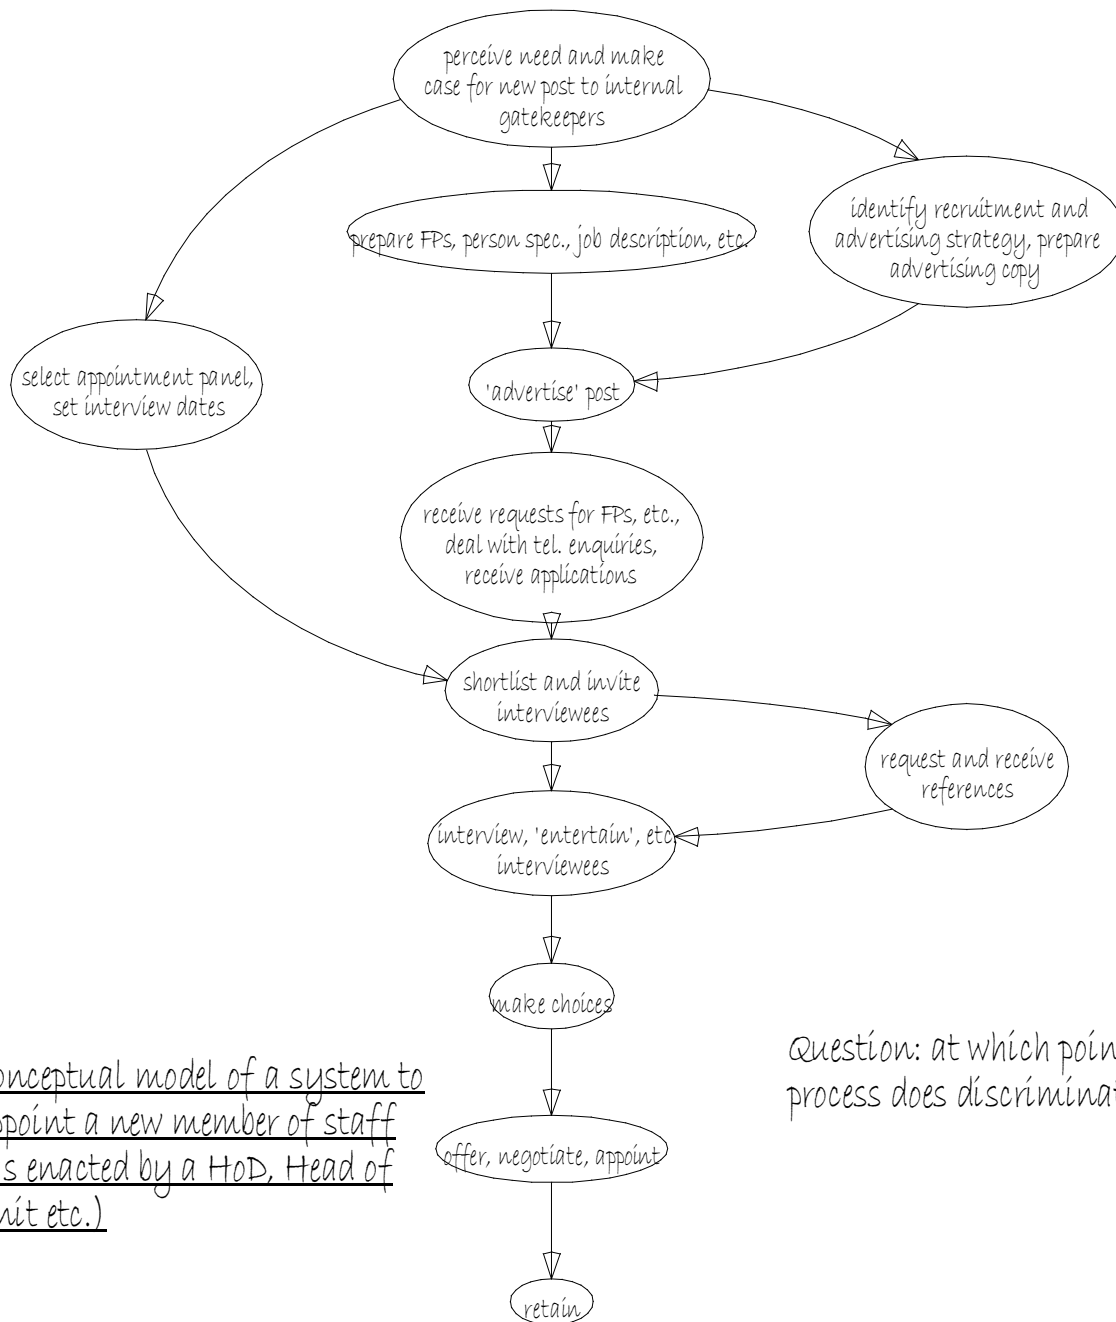 perceive need and make
case for new post to internal
gatekeepers
identify recruitment and
advertising strategy, prepare
advertising copy
prepare FPs, person spec., job description, etc.
select appointment panel,
set interview dates
'advertise' post
receive requests for FPs, etc.,
deal with tel. enquiries,
receive applications
shortlist and invite
interviewees
request and receive
references
interview, 'entertain', etc
interviewees
make choices
offer, negotiate, appoint
retain
onceptual model of a system to
point a new member of staff
s enacted by a HoD, Head of
nit etc.)
Question: at which poin
process does discriminat